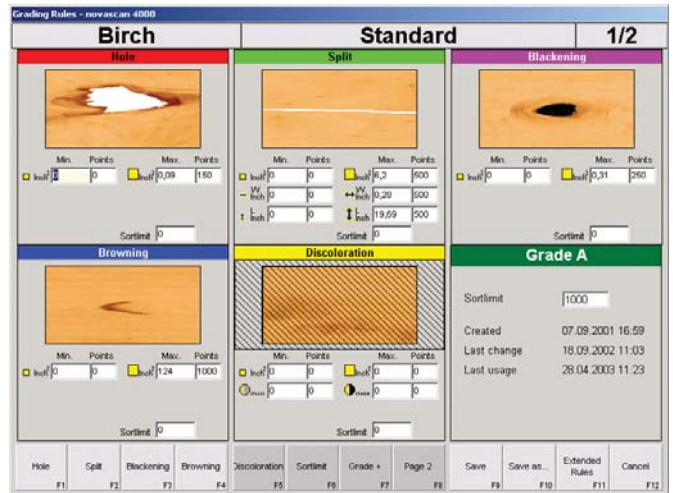 Grading Rules - novascan 4000
Birch Standard 1/2
Hole Split Blackening
Min. Points Max. Points
Inch² 0 0 Inch² 0,09 150
Sortlimit 0
Min. Points Max. Points
Inch² 0 0 Inch² 6,2 500
W Inch 0 0 W Inch 0,28 500
L Inch 0 0 L Inch 19,69 500
Sortlimit 0
Min. Points Max. Points
Inch² 0 0 Inch² 0,31 250
Sortlimit 0
Browning Discoloration Grade A
Min. Points Max. Points
Inch² 0 0 Inch² 124 1000
Sortlimit 0
Min. Points Max. Points
Inch² 0 0 Inch² 0 0
min 0 0 max 0 0
Sortlimit 0
Sortlimit 1000
Created 07.09.2001 16:59
Last change 18.09.2002 11:03
Last usage 28.04.2003 11:23
Hole F1 Split F2 Blackening F3 Browning F4 Discoloration F5 Sortlimit F6 Grade + F7 Page 2 F8 Save F9 Save as... F10 Extended Rules F11 Cancel F12